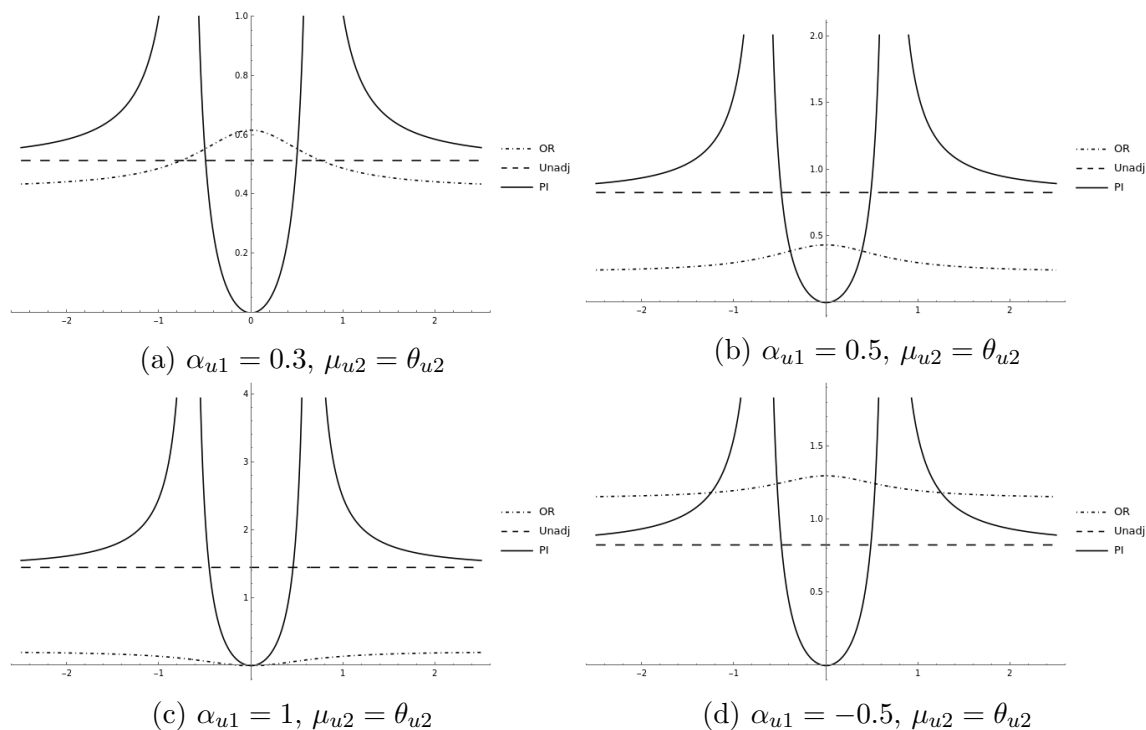 1.0
0.8
0.6
0.4
0.2
−2 −1 0 1 2
OR
Unadj
PI
(a) α_{u1} = 0.3, μ_{u2} = θ_{u2}
2.0
1.5
1.0
0.5
−2 −1 0 1 2
OR
Unadj
PI
(b) α_{u1} = 0.5, μ_{u2} = θ_{u2}
4
3
2
1
−2 −1 0 1 2
OR
Unadj
PI
(c) α_{u1} = 1, μ_{u2} = θ_{u2}
1.5
1.0
0.5
−2 −1 0 1 2
OR
Unadj
PI
(d) α_{u1} = −0.5, μ_{u2} = θ_{u2}